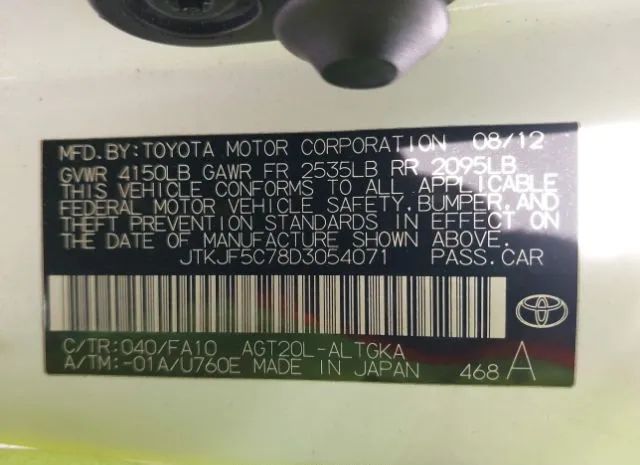 MFD. BY: TOYOTA MOTOR CORPORATION 08/12
GVWR 4150LB GAWR FR 2535LB RR 2095LB
THIS VEHICLE CONFORMS TO ALL APPLICABLE
FEDERAL MOTOR VEHICLE SAFETY, BUMPER, AND
THEFT PREVENTION STANDARDS IN EFFECT ON
THE DATE OF MANUFACTURE SHOWN ABOVE.
JTKJF5C78D3054071 PASS. CAR
C/TR: 040/FA10 AGT20L-ALTGKA
A/TM: -01A/U760E MADE IN JAPAN 468 A